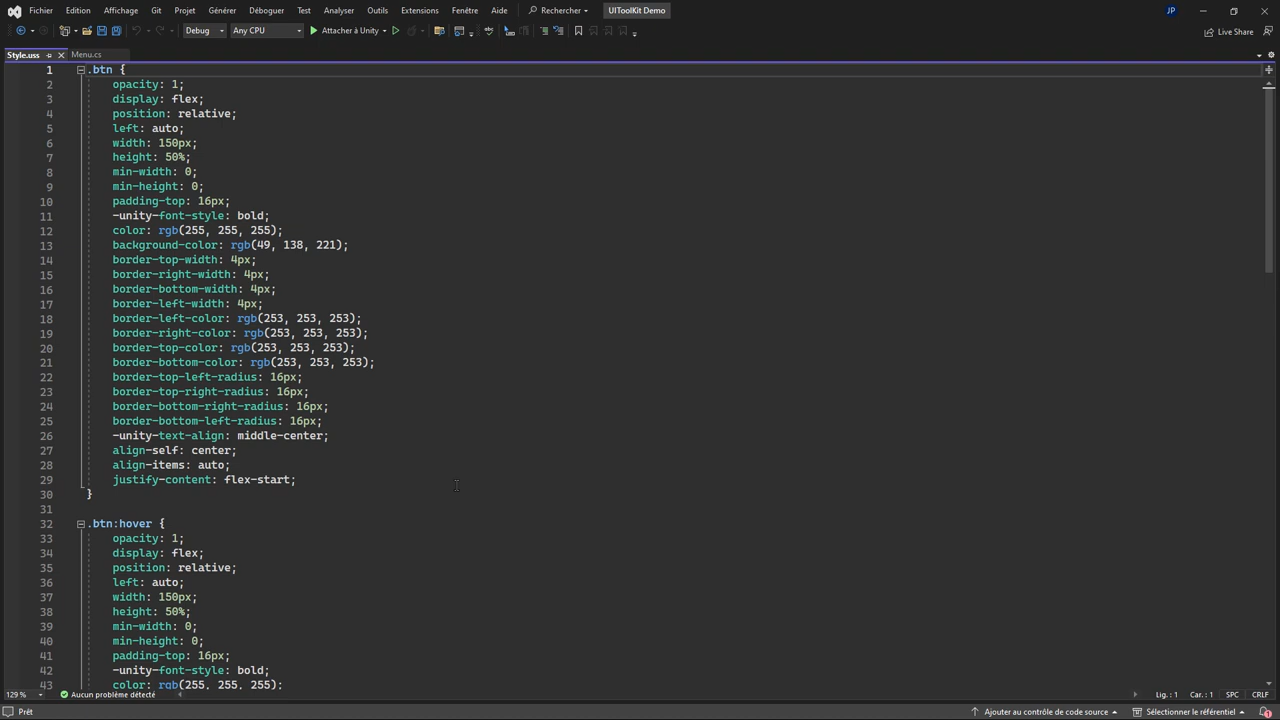 Fichier Edition Affichage Git Projet Générer Déboguer Test Analyser Outils Extensions Fenêtre Aide Rechercher UIToolKit Demo JP
Debug Any CPU Attacher à Unity Live Share
Style.uss Menu.cs
1 .btn {
2 opacity: 1;
3 display: flex;
4 position: relative;
5 left: auto;
6 width: 150px;
7 height: 50%;
8 min-width: 0;
9 min-height: 0;
10 padding-top: 16px;
11 -unity-font-style: bold;
12 color: rgb(255, 255, 255);
13 background-color: rgb(49, 138, 221);
14 border-top-width: 4px;
15 border-right-width: 4px;
16 border-bottom-width: 4px;
17 border-left-width: 4px;
18 border-left-color: rgb(253, 253, 253);
19 border-right-color: rgb(253, 253, 253);
20 border-top-color: rgb(253, 253, 253);
21 border-bottom-color: rgb(253, 253, 253);
22 border-top-left-radius: 16px;
23 border-top-right-radius: 16px;
24 border-bottom-right-radius: 16px;
25 border-bottom-left-radius: 16px;
26 -unity-text-align: middle-center;
27 align-self: center;
28 align-items: auto;
29 justify-content: flex-start;
30 }
31
32 .btn:hover {
33 opacity: 1;
34 display: flex;
35 position: relative;
36 left: auto;
37 width: 150px;
38 height: 50%;
39 min-width: 0;
40 min-height: 0;
41 padding-top: 16px;
42 -unity-font-style: bold;
43 color: rgb(255, 255, 255);
129 % Aucun problème détecté Lig. : 1 Car. : 1 SPC CRLF
Prêt Ajouter au contrôle de code source Sélectionner le référentiel 1